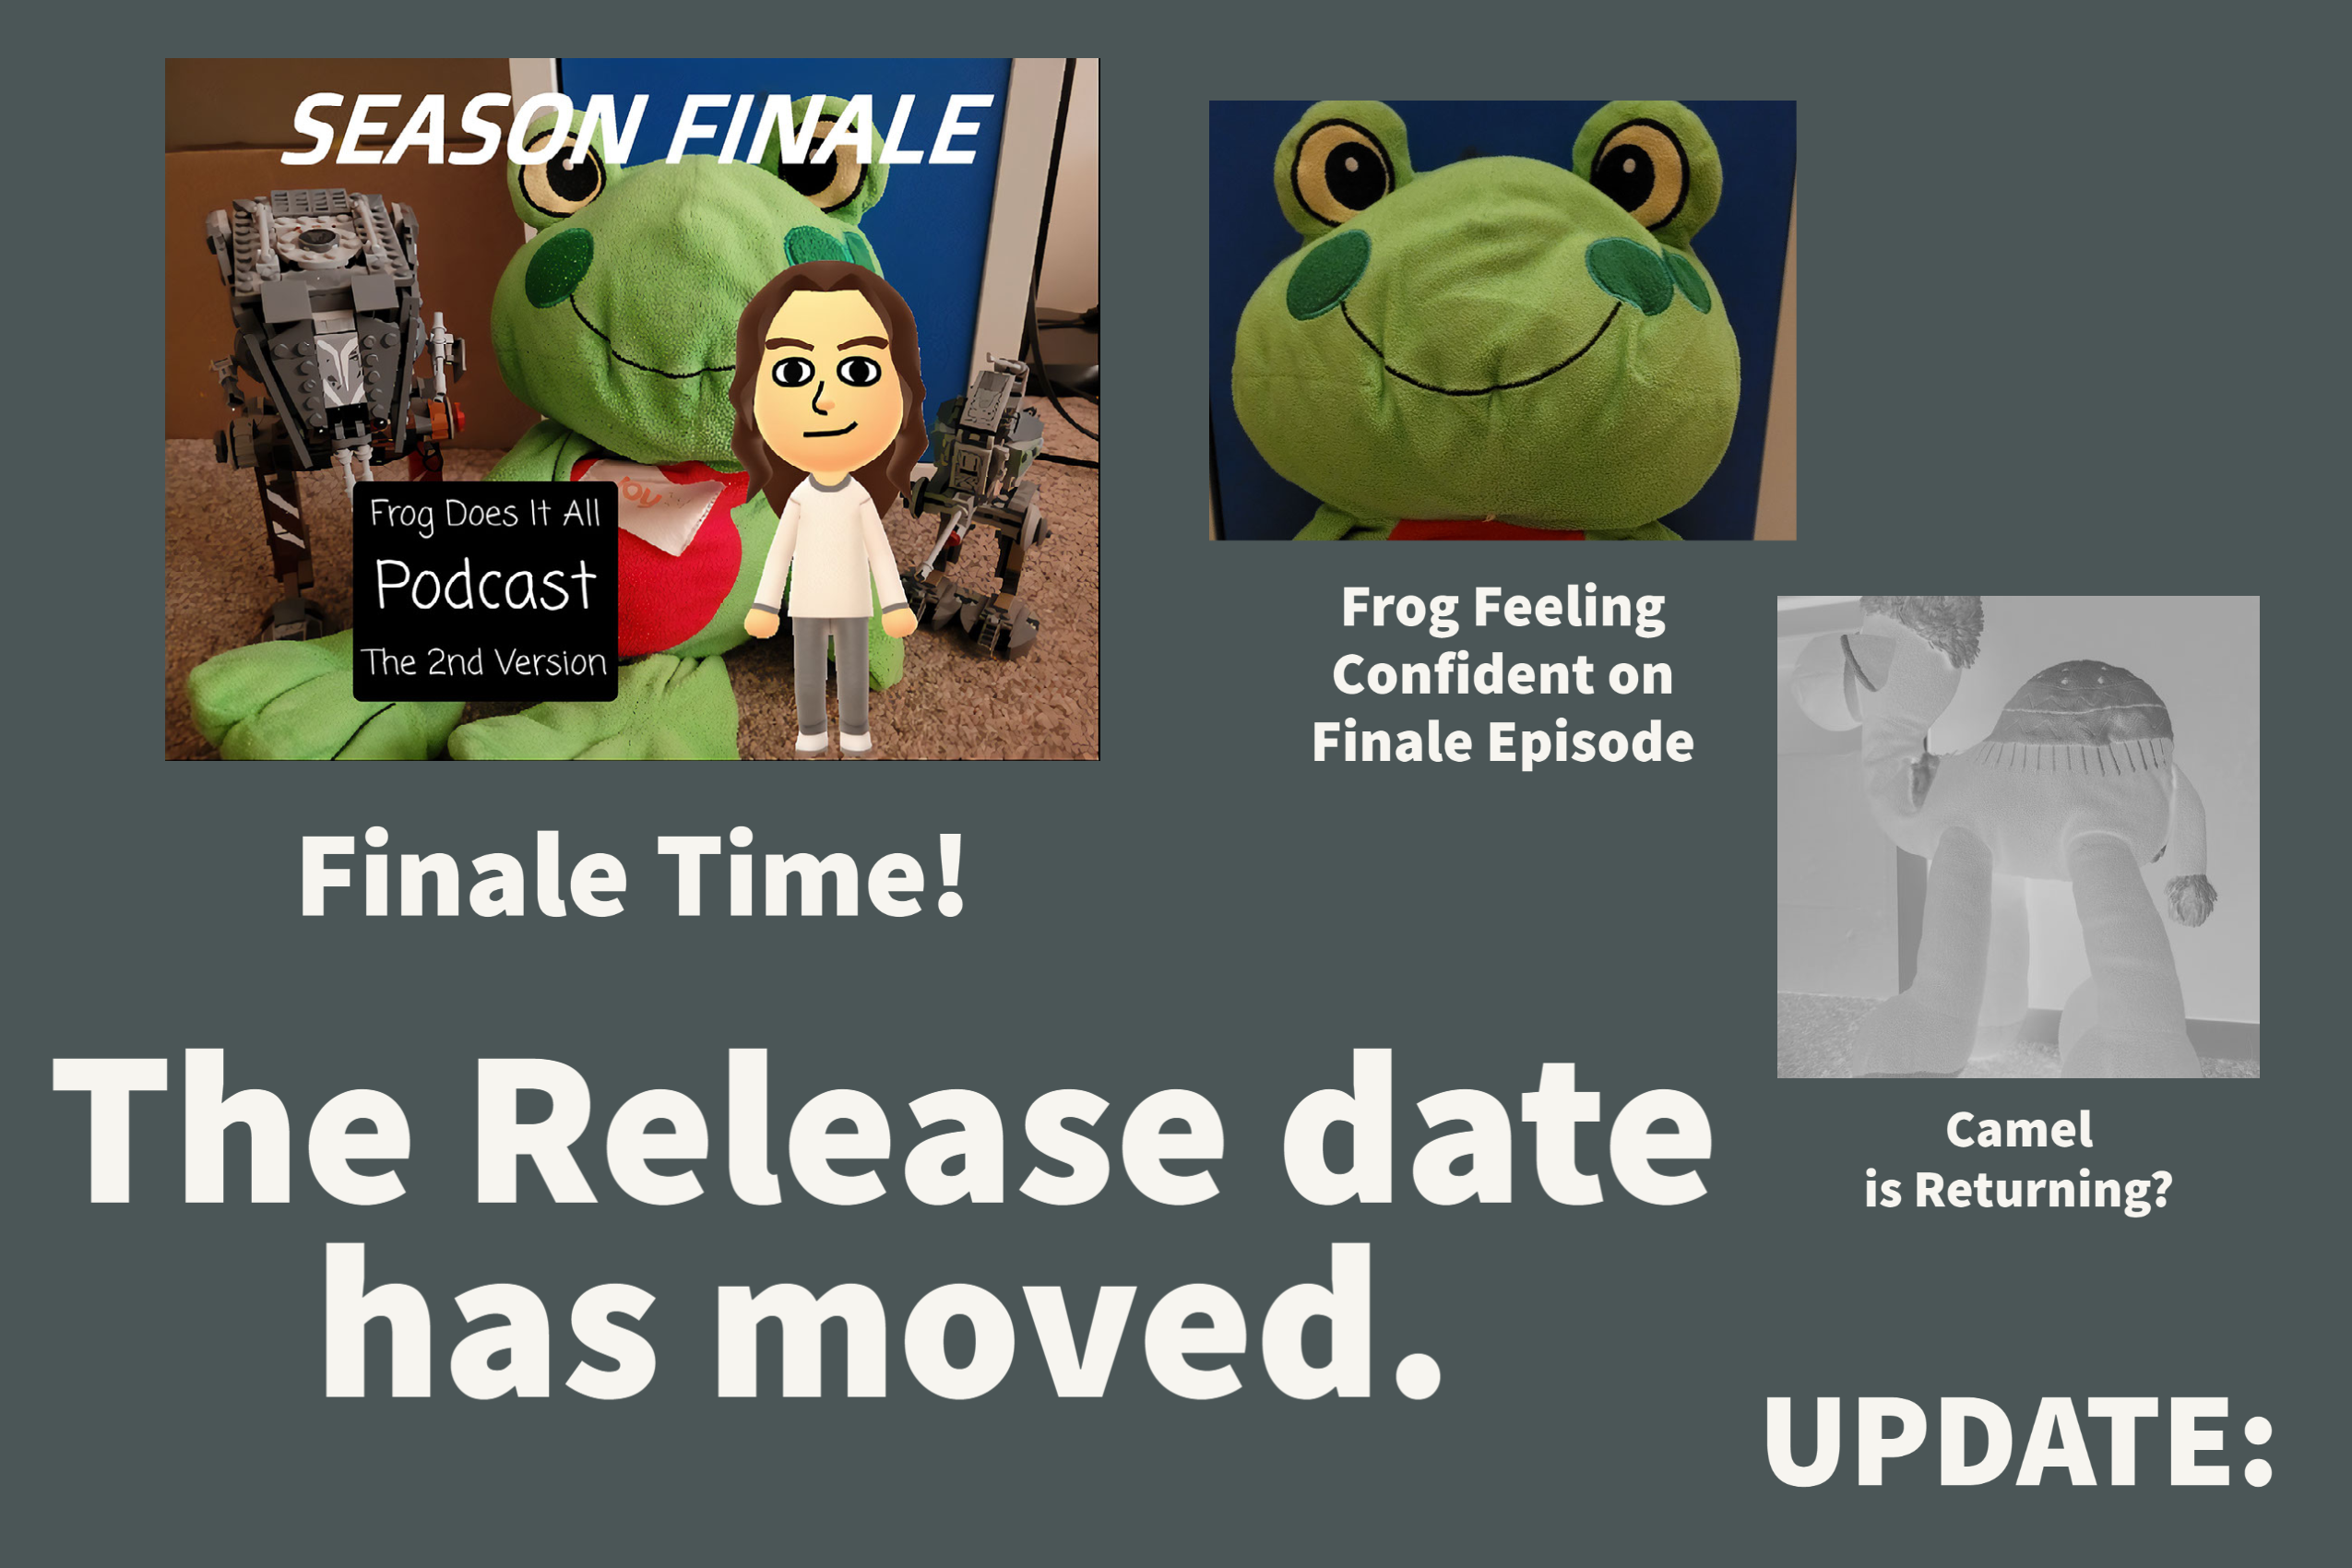 SEASON FINALE
Frog Does It All
Podcast
The 2nd Version
Finale Time!
Frog Feeling
Confident on
Finale Episode
Camel
is Returning?
The Release date
has moved.
UPDATE: